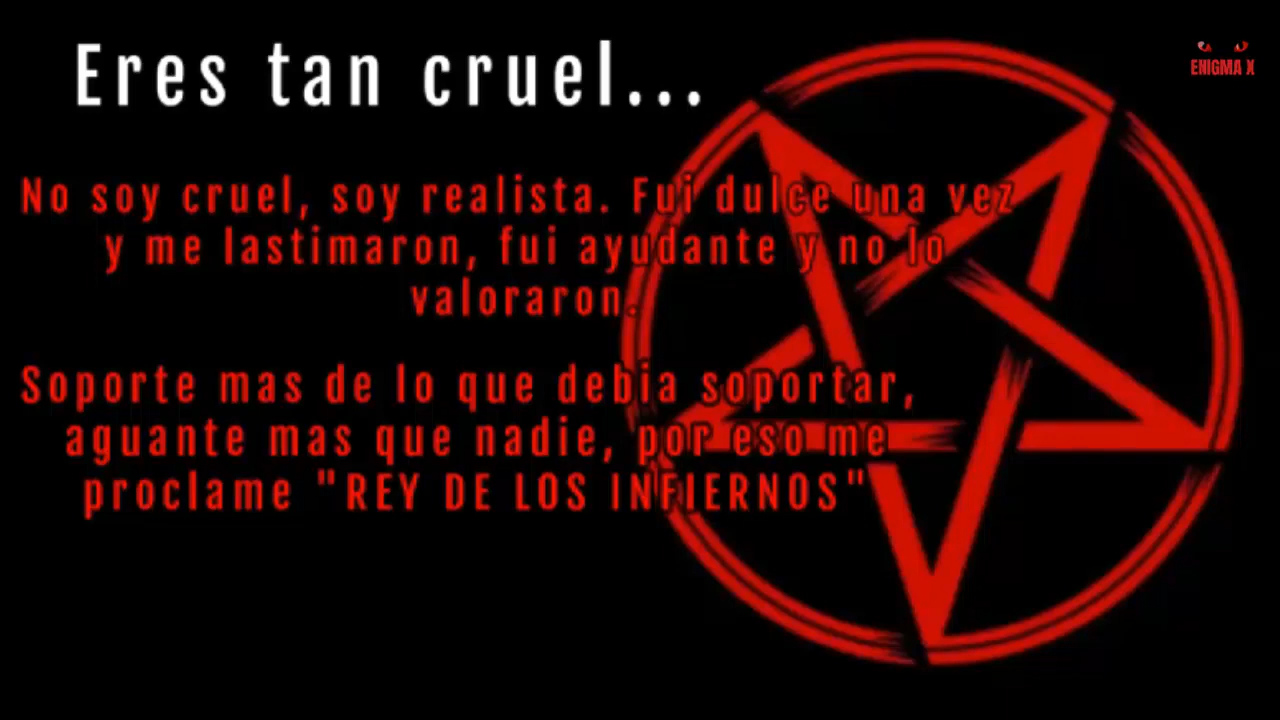 Eres tan cruel...
ENIGMA X
No soy cruel, soy realista. Fui dulce una vez
y me lastimaron, fui ayudante y no lo
valoraron.
Soporte mas de lo que debia soportar,
aguante mas que nadie, por eso me
proclame "REY DE LOS INFIERNOS"